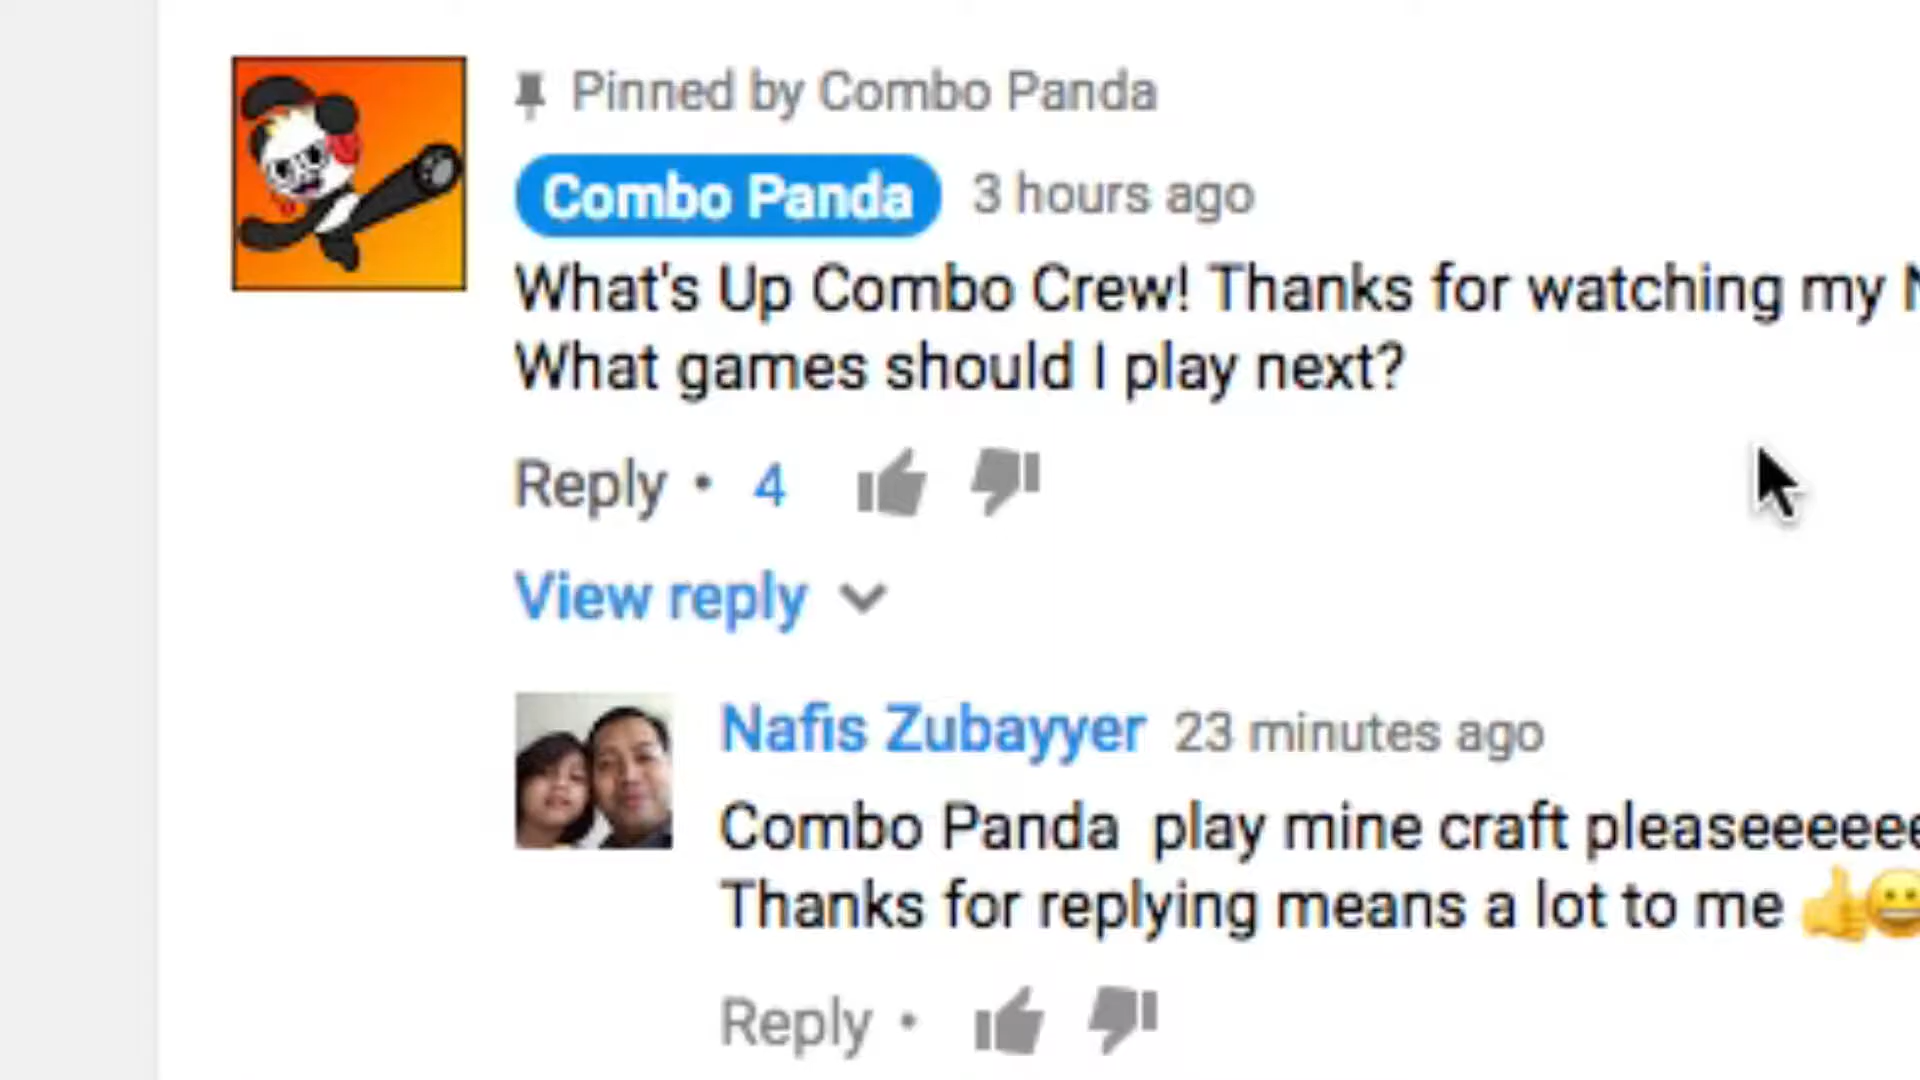 Pinned by Combo Panda
Combo Panda 3 hours ago
What's Up Combo Crew! Thanks for watching my
What games should I play next?
Reply • 4
View reply
Nafis Zubayyer 23 minutes ago
Combo Panda play mine craft pleaseeeeee
Thanks for replying means a lot to me 👍😀
Reply •